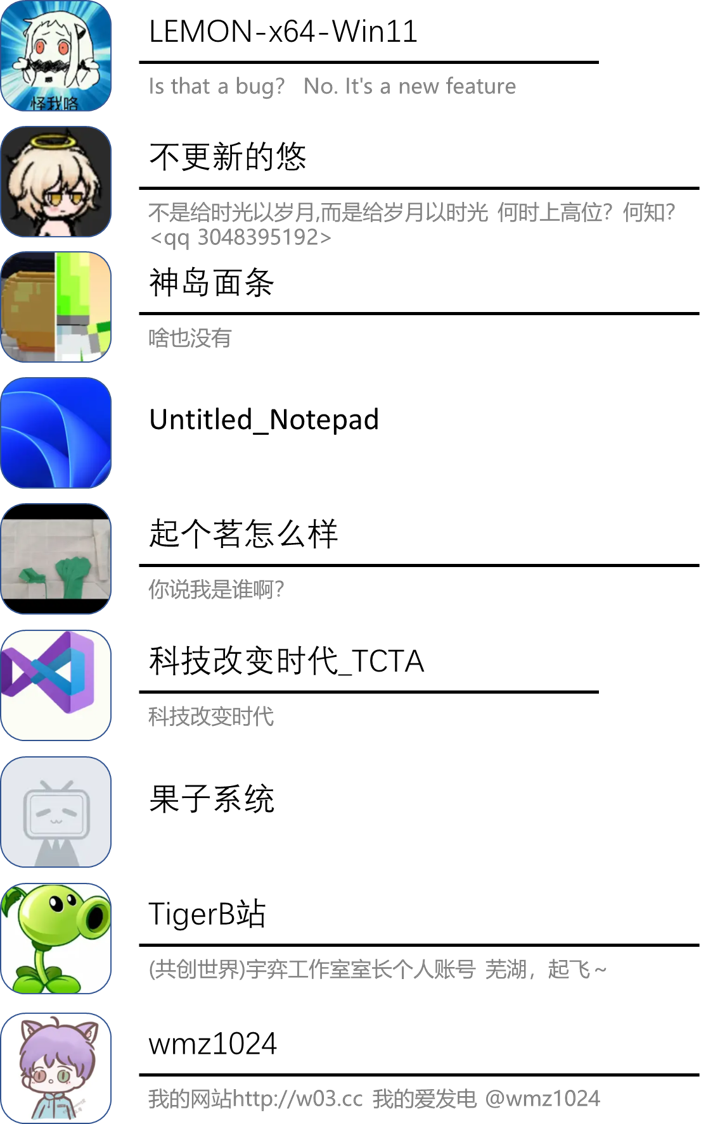 LEMON-x64-Win11
Is that a bug? No. It's a new feature
怪我咯
不更新的悠
不是给时光以岁月,而是给岁月以时光 何时上高位？何知？
<qq 3048395192>
神岛面条
啥也没有
Untitled_Notepad
起个茗怎么样
你说我是谁啊？
科技改变时代_TCTA
科技改变时代
果子系统
TigerB站
(共创世界)宇弈工作室室长个人账号 芜湖，起飞～
wmz1024
我的网站http://w03.cc 我的爱发电 @wmz1024